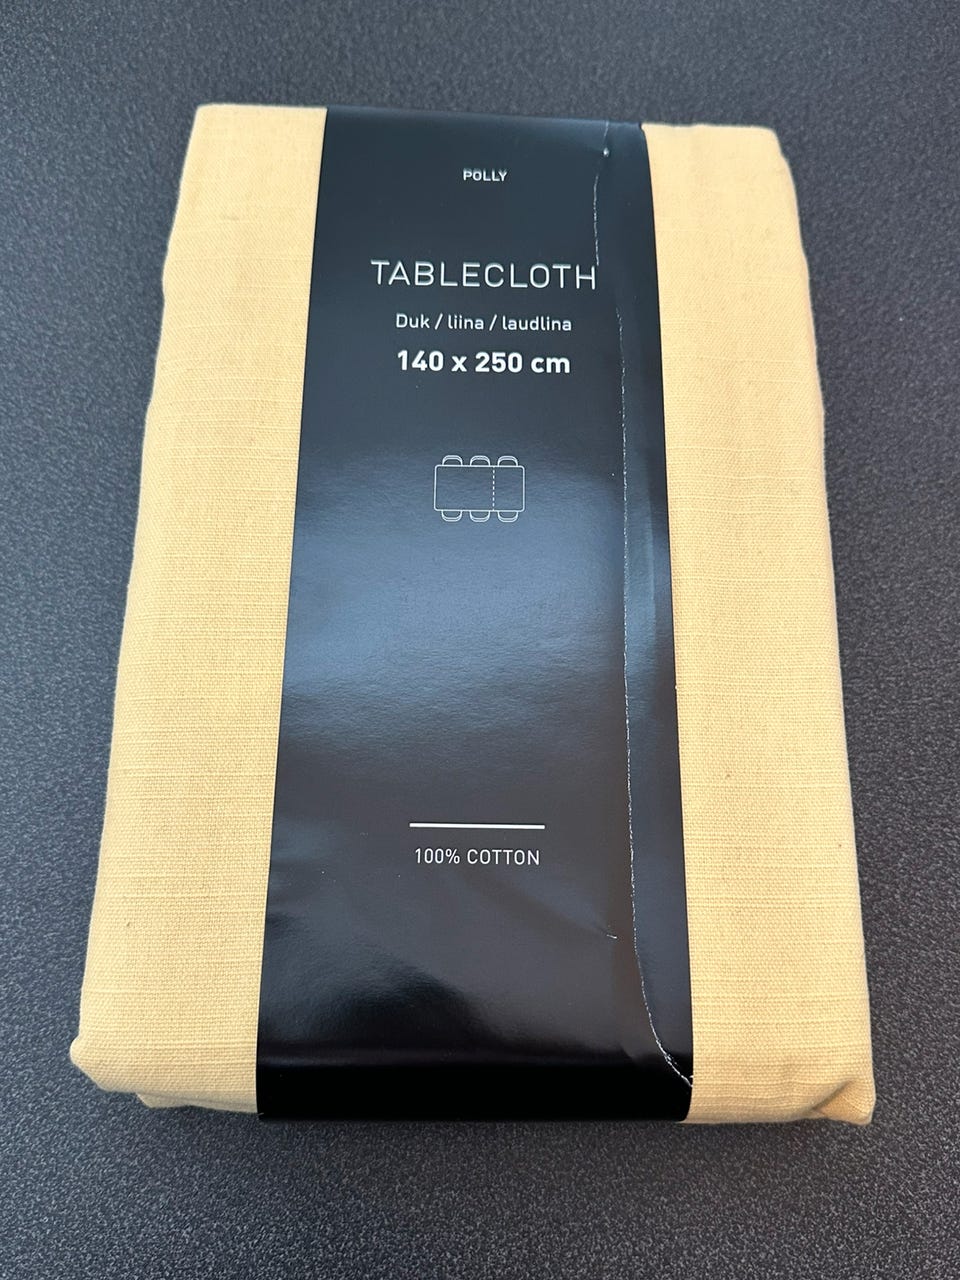 POLLY
TABLECLOTH
Duk / liina / laudlina
140 x 250 cm
100% COTTON